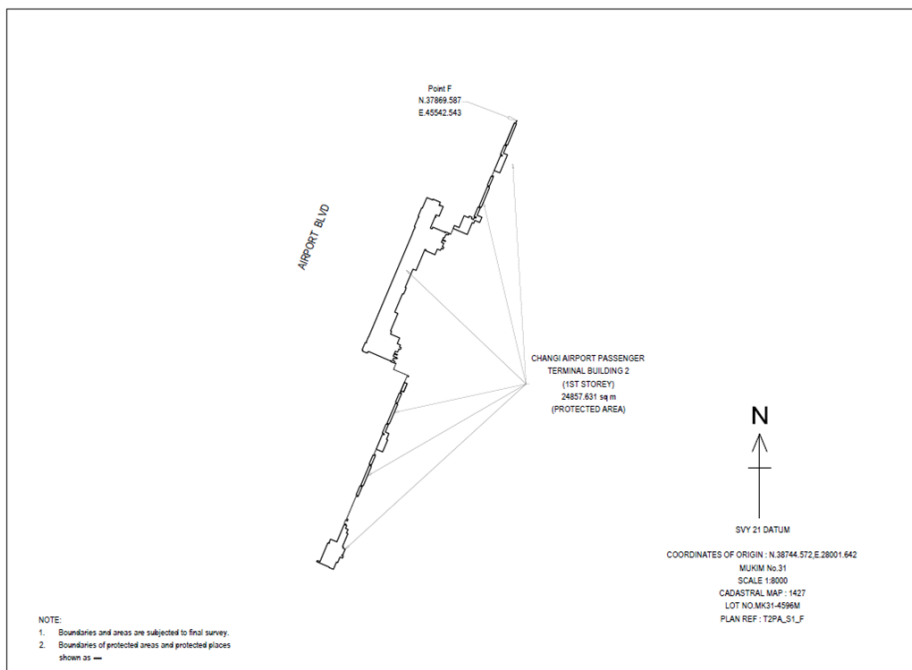 Point F
N.37869.587
E.45542.543
AIRPORT BLVD
CHANGI AIRPORT PASSENGER
TERMINAL BUILDING 2
(1ST STOREY)
24857.631 sq m
(PROTECTED AREA)
N
SVY 21 DATUM
COORDINATES OF ORIGIN : N.38744.572,E.28001.642
MUKIM No.31
SCALE 1:8000
CADASTRAL MAP : 1427
LOT NO.MK31-4596M
PLAN REF : T2PA_S1_F
NOTE:
1. Boundaries and areas are subjected to final survey.
2. Boundaries of protected areas and protected places
shown as —